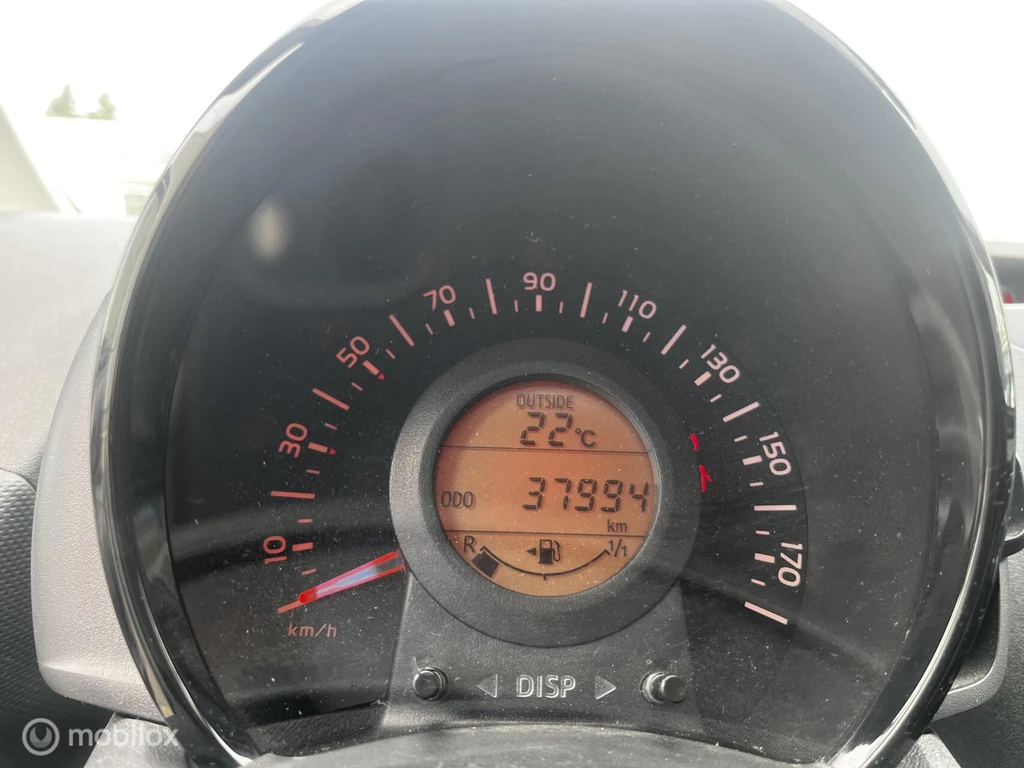 10
30
50
70
90
110
130
150
170
km/h
OUTSIDE
22°C
ODO 37994
km
R 1/1
DISP
mobilox